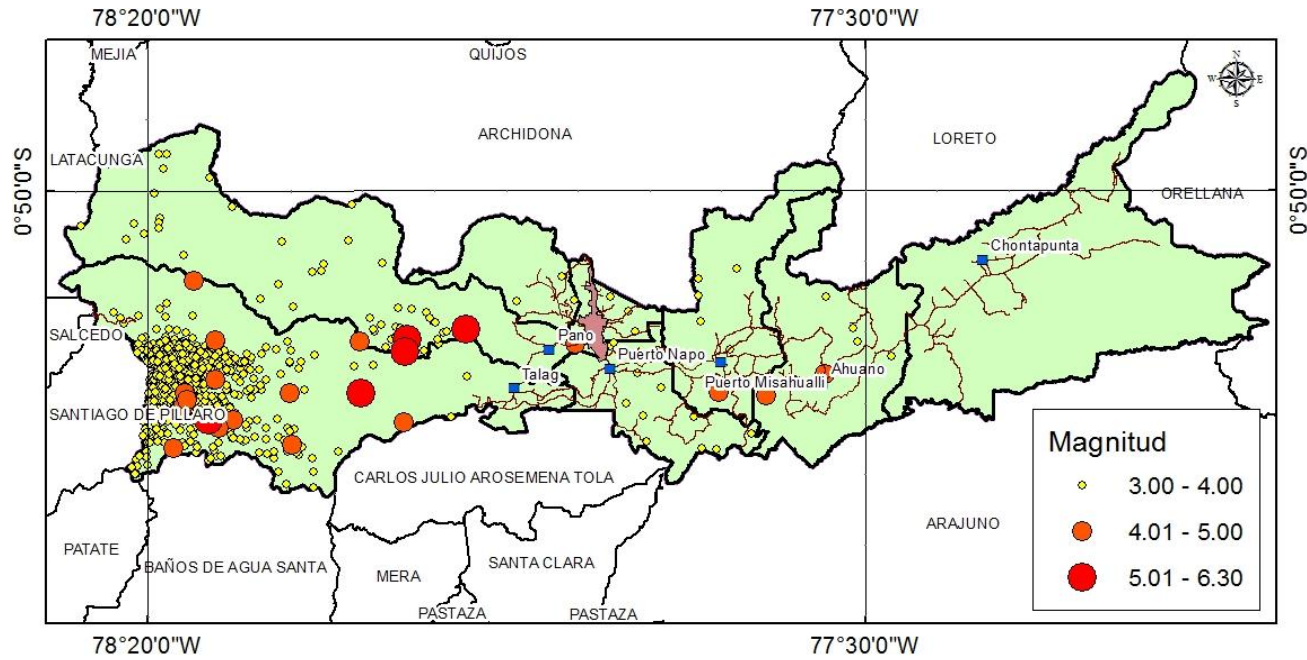 78°20'0"W 77°30'0"W
MEJIA
QUIJOS
N
W E
S
ARCHIDONA
LORETO
LATACUNGA
0°50'0"S
0°50'0"S
ORELLANA
Chontapunta
SALCEDO
Pano
Puerto Napo
Talag
Ahuano
Puerto Misahualli
SANTIAGO DE PILLARO
Magnitud
3.00 - 4.00
4.01 - 5.00
5.01 - 6.30
CARLOS JULIO AROSEMENA TOLA
ARAJUNO
PATATE
BAÑOS DE AGUA SANTA
MERA
SANTA CLARA
PASTAZA
PASTAZA
78°20'0"W 77°30'0"W